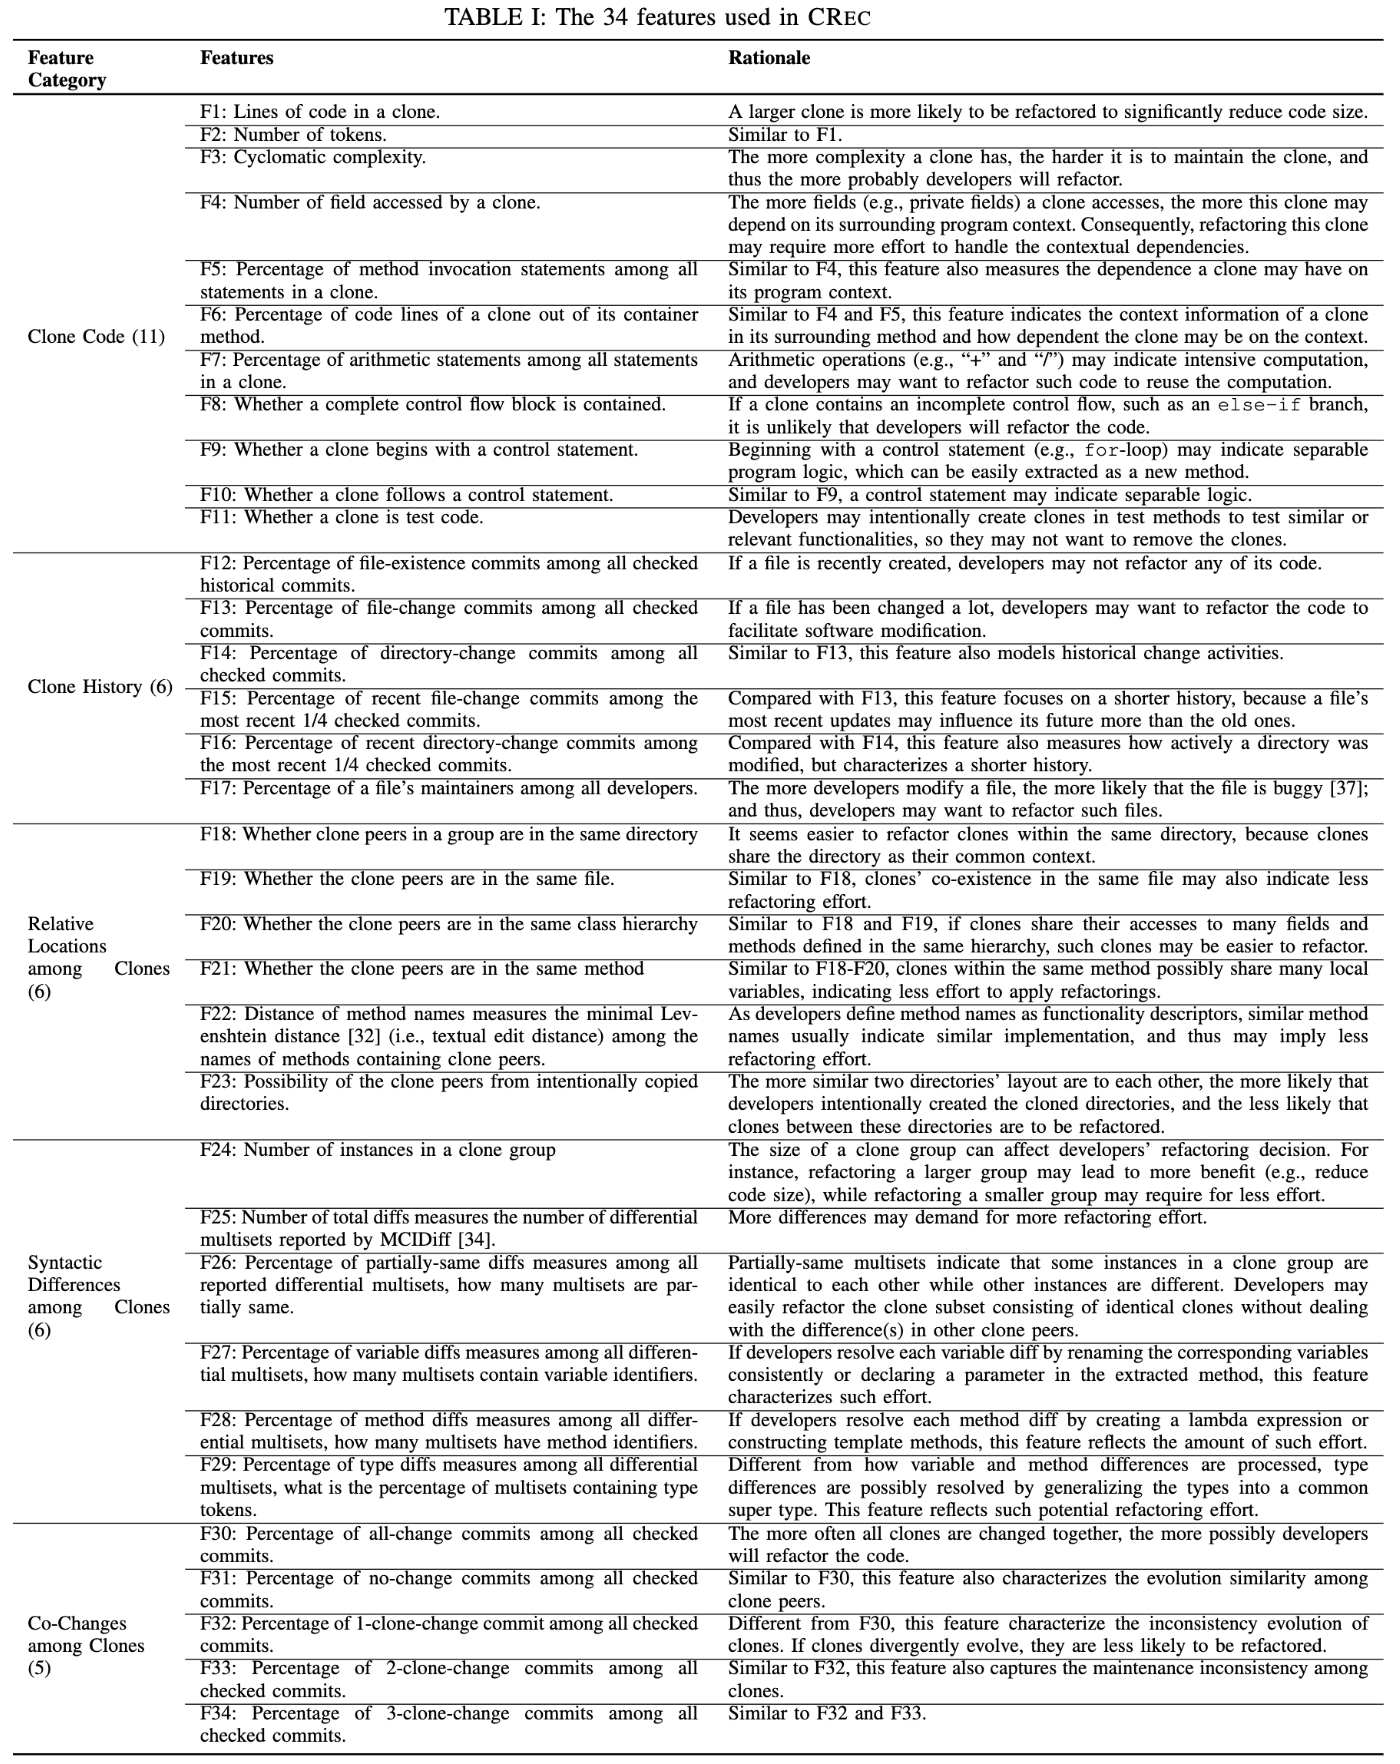 TABLE I: The 34 features used in CREC
Feature Category
Features
Rationale
Clone Code (11)
F1: Lines of code in a clone.
A larger clone is more likely to be refactored to significantly reduce code size.
F2: Number of tokens.
Similar to F1.
F3: Cyclomatic complexity.
The more complexity a clone has, the harder it is to maintain the clone, and
thus the more probably developers will refactor.
F4: Number of field accessed by a clone.
The more fields (e.g., private fields) a clone accesses, the more this clone may
depend on its surrounding program context. Consequently, refactoring this clone
may require more effort to handle the contextual dependencies.
F5: Percentage of method invocation statements among all
statements in a clone.
Similar to F4, this feature also measures the dependence a clone may have on
its program context.
F6: Percentage of code lines of a clone out of its container
method.
Similar to F4 and F5, this feature indicates the context information of a clone
in its surrounding method and how dependent the clone may be on the context.
F7: Percentage of arithmetic statements among all statements
in a clone.
Arithmetic operations (e.g., “+” and “/”) may indicate intensive computation,
and developers may want to refactor such code to reuse the computation.
F8: Whether a complete control flow block is contained.
If a clone contains an incomplete control flow, such as an else-if branch,
it is unlikely that developers will refactor the code.
F9: Whether a clone begins with a control statement.
Beginning with a control statement (e.g., for-loop) may indicate separable
program logic, which can be easily extracted as a new method.
F10: Whether a clone follows a control statement.
Similar to F9, a control statement may indicate separable logic.
F11: Whether a clone is test code.
Developers may intentionally create clones in test methods to test similar or
relevant functionalities, so they may not want to remove the clones.
Clone History (6)
F12: Percentage of file-existence commits among all checked
historical commits.
If a file is recently created, developers may not refactor any of its code.
F13: Percentage of file-change commits among all checked
commits.
If a file has been changed a lot, developers may want to refactor the code to
facilitate software modification.
F14: Percentage of directory-change commits among all
checked commits.
Similar to F13, this feature also models historical change activities.
F15: Percentage of recent file-change commits among the
most recent 1/4 checked commits.
Compared with F13, this feature focuses on a shorter history, because a file’s
most recent updates may influence its future more than the old ones.
F16: Percentage of recent directory-change commits among
the most recent 1/4 checked commits.
Compared with F14, this feature also measures how actively a directory was
modified, but characterizes a shorter history.
F17: Percentage of a file’s maintainers among all developers.
The more developers modify a file, the more likely that the file is buggy [37];
and thus, developers may want to refactor such files.
Relative
Locations
among Clones
(6)
F18: Whether clone peers in a group are in the same directory
It seems easier to refactor clones within the same directory, because clones
share the directory as their common context.
F19: Whether the clone peers are in the same file.
Similar to F18, clones’ co-existence in the same file may also indicate less
refactoring effort.
F20: Whether the clone peers are in the same class hierarchy
Similar to F18 and F19, if clones share their accesses to many fields and
methods defined in the same hierarchy, such clones may be easier to refactor.
F21: Whether the clone peers are in the same method
Similar to F18-F20, clones within the same method possibly share many local
variables, indicating less effort to apply refactorings.
F22: Distance of method names measures the minimal Lev-
enshtein distance [32] (i.e., textual edit distance) among the
names of methods containing clone peers.
As developers define method names as functionality descriptors, similar method
names usually indicate similar implementation, and thus may imply less
refactoring effort.
F23: Possibility of the clone peers from intentionally copied
directories.
The more similar two directories’ layout are to each other, the more likely that
developers intentionally created the cloned directories, and the less likely that
clones between these directories are to be refactored.
Syntactic
Differences
among Clones
(6)
F24: Number of instances in a clone group
The size of a clone group can affect developers’ refactoring decision. For
instance, refactoring a larger group may lead to more benefit (e.g., reduce
code size), while refactoring a smaller group may require for less effort.
F25: Number of total diffs measures the number of differential
multisets reported by MCIDiff [34].
More differences may demand for more refactoring effort.
F26: Percentage of partially-same diffs measures among all
reported differential multisets, how many multisets are par-
tially same.
Partially-same multisets indicate that some instances in a clone group are
identical to each other while other instances are different. Developers may
easily refactor the clone subset consisting of identical clones without dealing
with the difference(s) in other clone peers.
F27: Percentage of variable diffs measures among all differen-
tial multisets, how many multisets contain variable identifiers.
If developers resolve each variable diff by renaming the corresponding variables
consistently or declaring a parameter in the extracted method, this feature
characterizes such effort.
F28: Percentage of method diffs measures among all differ-
ential multisets, how many multisets have method identifiers.
If developers resolve each method diff by creating a lambda expression or
constructing template methods, this feature reflects the amount of such effort.
F29: Percentage of type diffs measures among all differential
multisets, what is the percentage of multisets containing type
tokens.
Different from how variable and method differences are processed, type
differences are possibly resolved by generalizing the types into a common
super type. This feature reflects such potential refactoring effort.
Co-Changes
among Clones
(5)
F30: Percentage of all-change commits among all checked
commits.
The more often all clones are changed together, the more possibly developers
will refactor the code.
F31: Percentage of no-change commits among all checked
commits.
Similar to F30, this feature also characterizes the evolution similarity among
clone peers.
F32: Percentage of 1-clone-change commit among all checked
commits.
Different from F30, this feature characterize the inconsistency evolution of
clones. If clones divergently evolve, they are less likely to be refactored.
F33: Percentage of 2-clone-change commits among all
checked commits.
Similar to F32, this feature also captures the maintenance inconsistency among
clones.
F34: Percentage of 3-clone-change commits among all
checked commits.
Similar to F32 and F33.